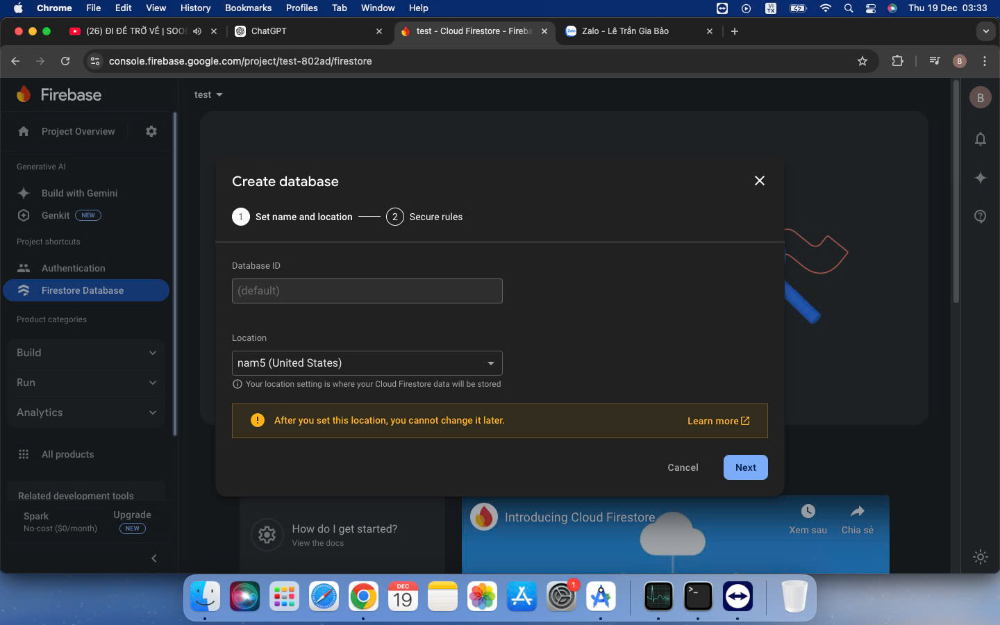 Chrome File Edit View History Bookmarks Profiles Tab Window Help VI TX Thu 19 Dec 03:33
(26) ĐI ĐỂ TRỞ VỀ | SOOB ChatGPT test - Cloud Firestore - Fireba Zalo - Lê Trần Gia Bảo
console.firebase.google.com/project/test-802ad/firestore B
Firebase
test
B
Project Overview
Generative AI
Build with Gemini
Genkit NEW
Project shortcuts
Authentication
Firestore Database
Product categories
Build
Run
Analytics
All products
Related development tools
Spark
No-cost ($0/month)
Upgrade
NEW
Create database
1 Set name and location 2 Secure rules
Database ID
(default)
Location
nam5 (United States)
Your location setting is where your Cloud Firestore data will be stored
After you set this location, you cannot change it later. Learn more
Cancel Next
How do I get started?
View the docs
Introducing Cloud Firestore
Xem sau Chia sẻ
DEC
19
1
>_